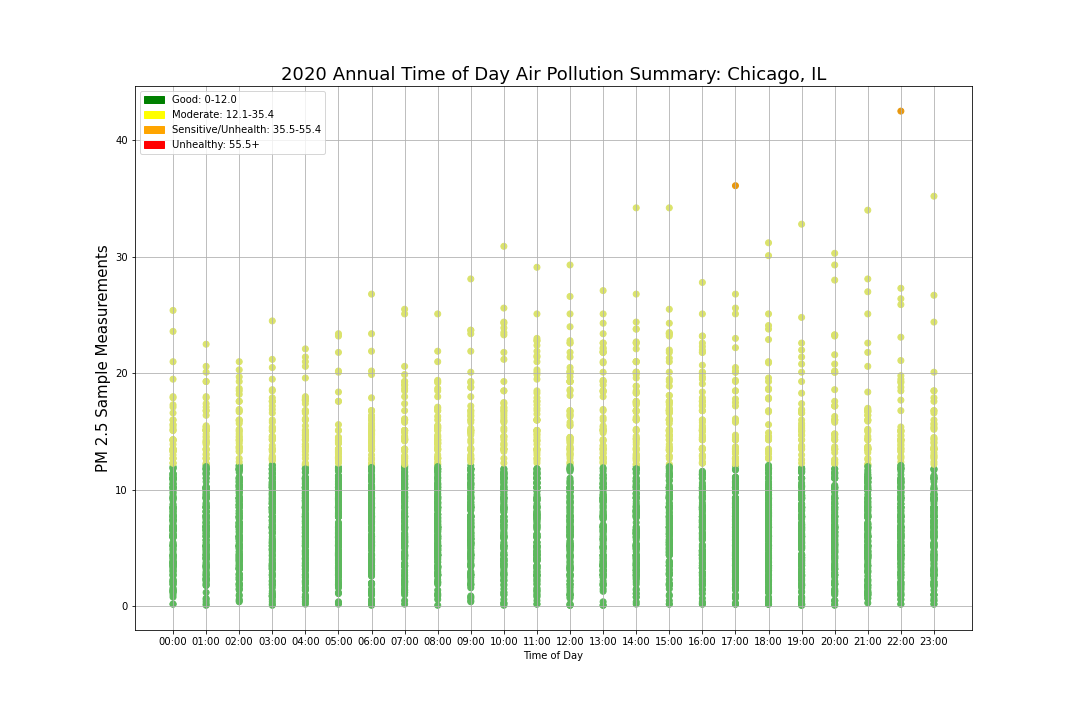 2020 Annual Time of Day Air Pollution Summary: Chicago, IL
Good: 0-12.0
Moderate: 12.1-35.4
Sensitive/Unhealth: 35.5-55.4
Unhealthy: 55.5+
PM 2.5 Sample Measurements
40
30
20
10
0
00:00 01:00 02:00 03:00 04:00 05:00 06:00 07:00 08:00 09:00 10:00 11:00 12:00 13:00 14:00 15:00 16:00 17:00 18:00 19:00 20:00 21:00 22:00 23:00
Time of Day